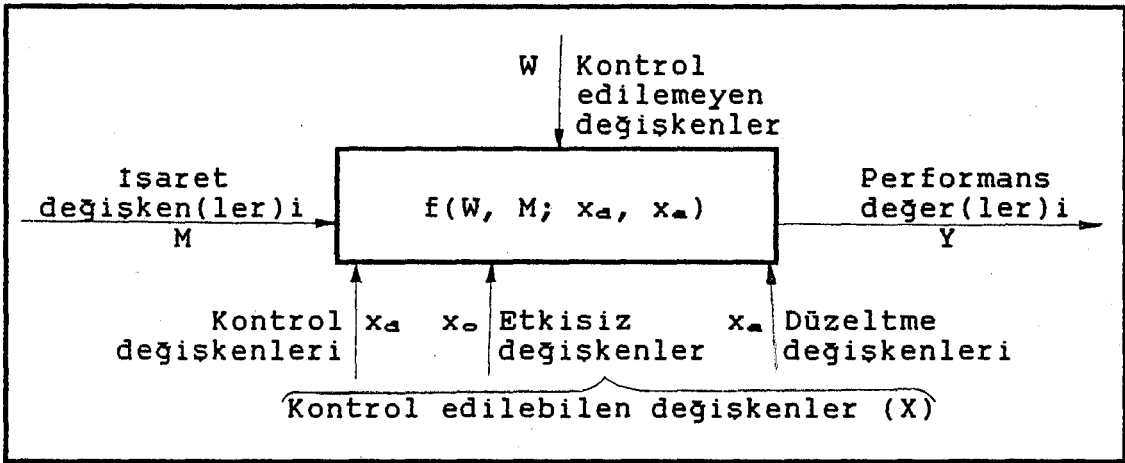 W Kontrol
edilemeyen
değişkenler
Işaret
değişken(ler)i
M
f(W, M; xd, xa)
Performans
değer(ler)i
Y
Kontrol xd
değişkenleri
xo Etkisiz
değişkenler
xa Düzeltme
değişkenleri
Kontrol edilebilen değişkenler (X)